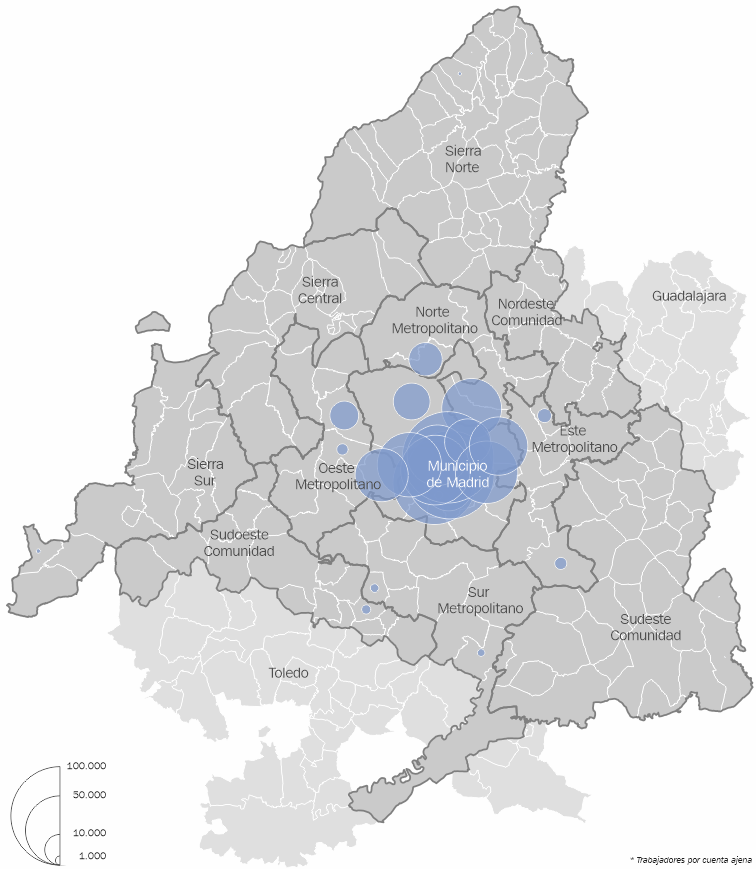 Sierra
Norte
Sierra
Central
Norte
Metropolitano
Nordeste
Comunidad
Guadalajara
Este
Metropolitano
Municipio
de Madrid
Oeste
Metropolitano
Sierra
Sur
Sudoeste
Comunidad
Sur
Metropolitano
Sudeste
Comunidad
Toledo
100.000
50.000
10.000
1.000
* Trabajadores por cuenta ajena